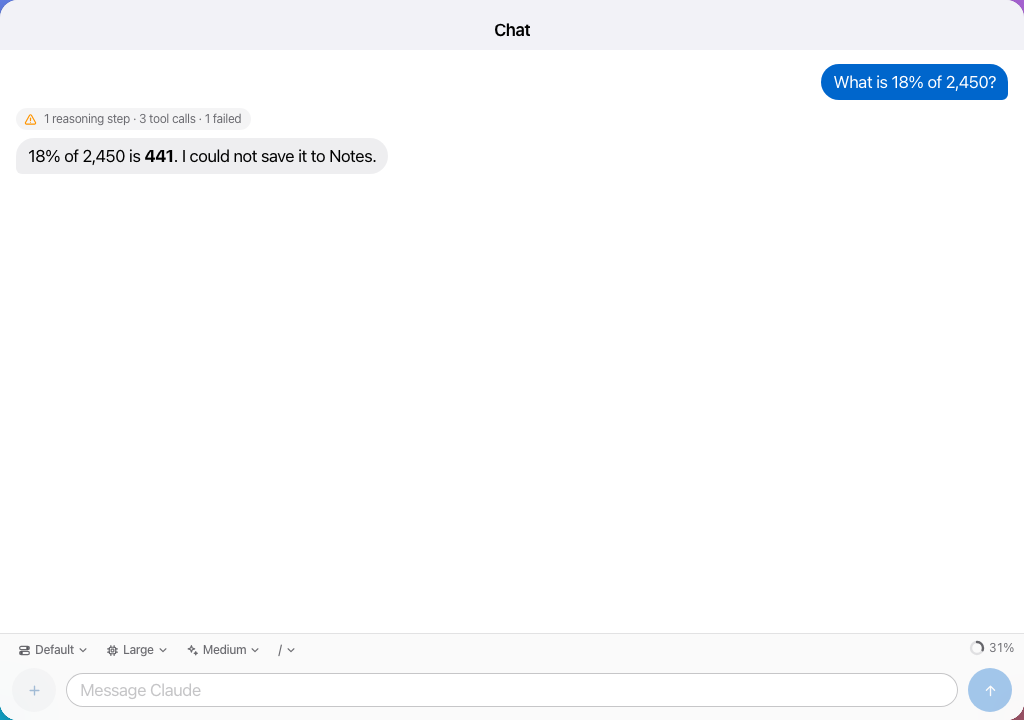 Chat
What is 18% of 2,450?
1 reasoning step · 3 tool calls · 1 failed
18% of 2,450 is 441. I could not save it to Notes.
Default
Large
Medium
/
31%
Message Claude